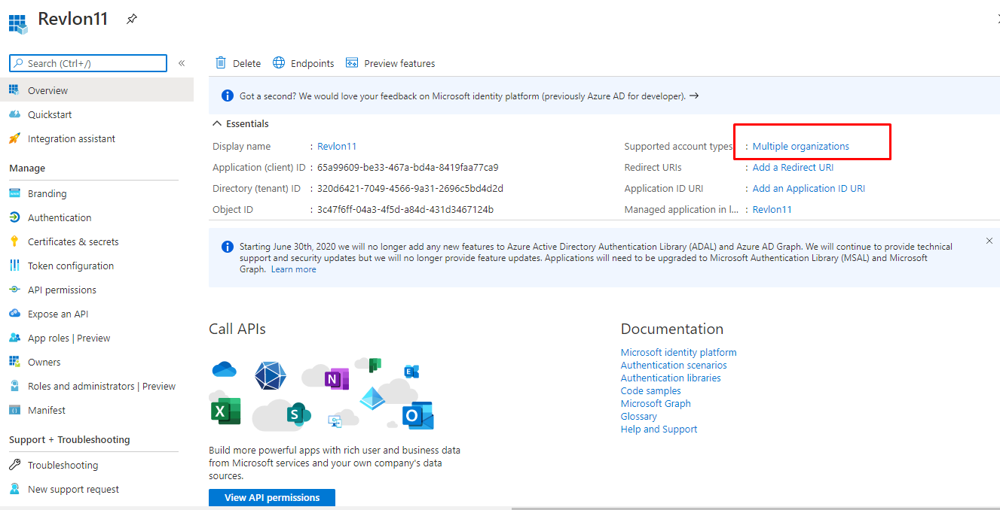 Revlon11
Search (Ctrl+/)
«
Overview
Quickstart
Integration assistant
Manage
Branding
Authentication
Certificates & secrets
Token configuration
API permissions
Expose an API
App roles | Preview
Owners
Roles and administrators | Preview
Manifest
Support + Troubleshooting
Troubleshooting
New support request
Delete Endpoints Preview features
Got a second? We would love your feedback on Microsoft identity platform (previously Azure AD for developer). →
Essentials
Display name : Revlon11
Application (client) ID : 65a99609-be33-467a-bd4a-8419faa77ca9
Directory (tenant) ID : 320d6421-7049-4566-9a31-2696c5bd4d2d
Object ID : 3c47f6ff-04a3-4f5d-a84d-431d3467124b
Supported account types : Multiple organizations
Redirect URIs : Add a Redirect URI
Application ID URI : Add an Application ID URI
Managed application in l... : Revlon11
Starting June 30th, 2020 we will no longer add any new features to Azure Active Directory Authentication Library (ADAL) and Azure AD Graph. We will continue to provide technical
support and security updates but we will no longer provide feature updates. Applications will need to be upgraded to Microsoft Authentication Library (MSAL) and Microsoft
Graph. Learn more
Call APIs
N
E
X
S
O
Build more powerful apps with rich user and business data
from Microsoft services and your own company's data
sources.
View API permissions
Documentation
Microsoft identity platform
Authentication scenarios
Authentication libraries
Code samples
Microsoft Graph
Glossary
Help and Support